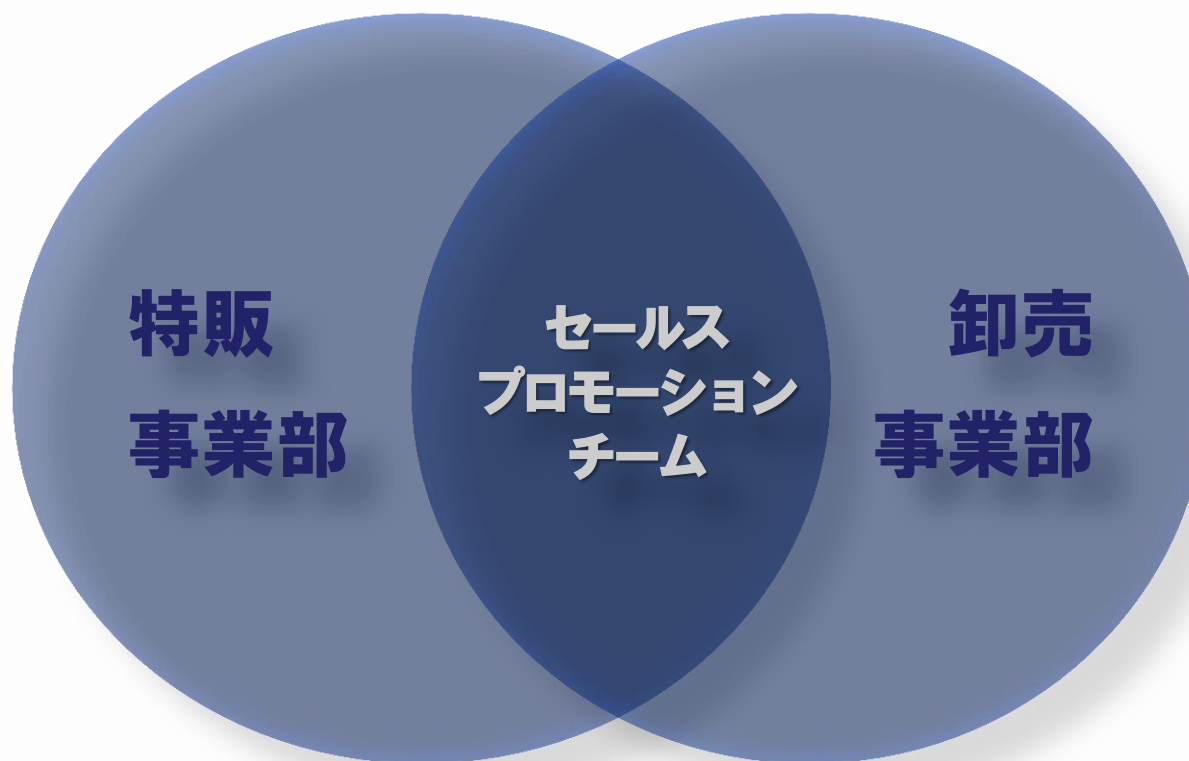 特販
事業部
セールス
プロモーション
チーム
卸売
事業部